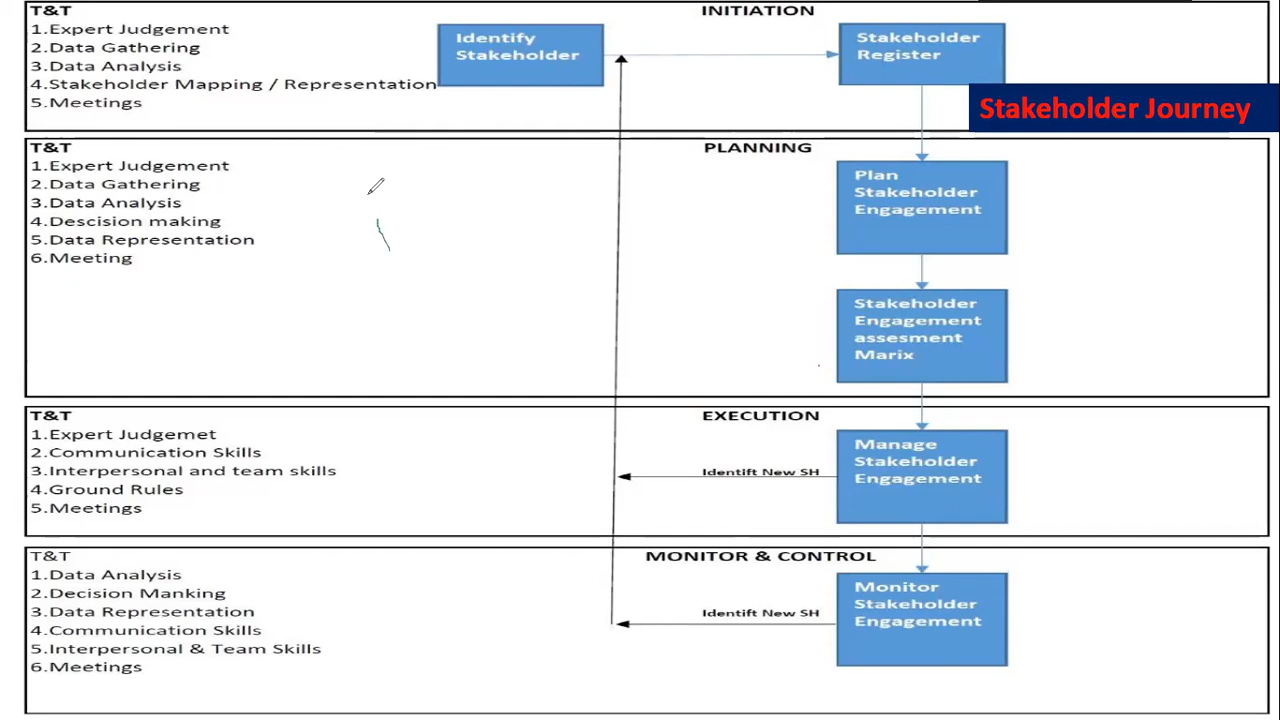 T&T
INITIATION
1.Expert Judgement
2.Data Gathering
3.Data Analysis
4.Stakeholder Mapping / Representation
5.Meetings
Identify
Stakeholder
Stakeholder
Register
Stakeholder Journey
T&T
PLANNING
1.Expert Judgement
2.Data Gathering
3.Data Analysis
4.Descision making
5.Data Representation
6.Meeting
Plan
Stakeholder
Engagement
Stakeholder
Engagement
assesment
Marix
T&T
EXECUTION
1.Expert Judgemet
2.Communication Skills
3.Interpersonal and team skills
4.Ground Rules
5.Meetings
Identift New SH
Manage
Stakeholder
Engagement
T&T
MONITOR & CONTROL
1.Data Analysis
2.Decision Manking
3.Data Representation
4.Communication Skills
5.Interpersonal & Team Skills
6.Meetings
Identift New SH
Monitor
Stakeholder
Engagement